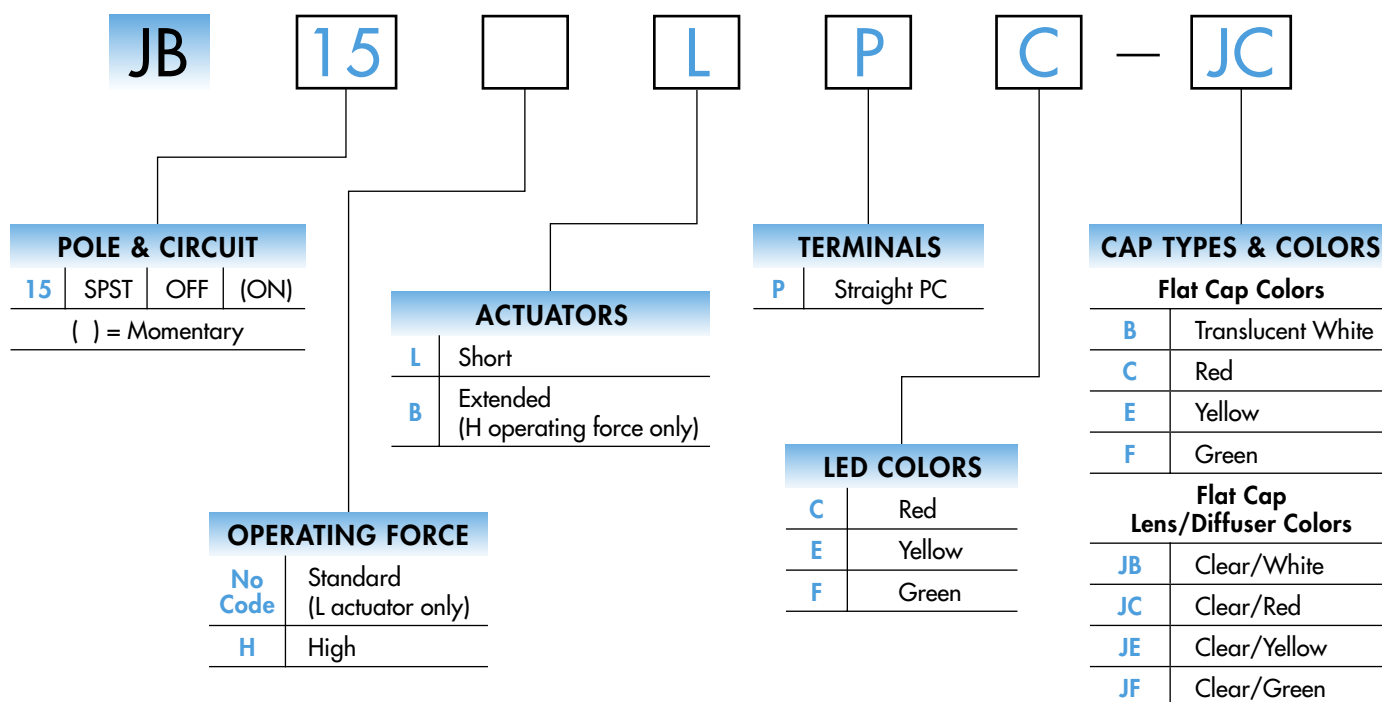 JB 15 L P C — JC
POLE & CIRCUIT
15 SPST OFF (ON)
( ) = Momentary
OPERATING FORCE
No
Code
Standard
(L actuator only)
H High
ACTUATORS
L Short
B
Extended
(H operating force only)
TERMINALS
P Straight PC
LED COLORS
C Red
E Yellow
F Green
CAP TYPES & COLORS
Flat Cap Colors
B Translucent White
C Red
E Yellow
F Green
Flat Cap
Lens/Diffuser Colors
JB Clear/White
JC Clear/Red
JE Clear/Yellow
JF Clear/Green